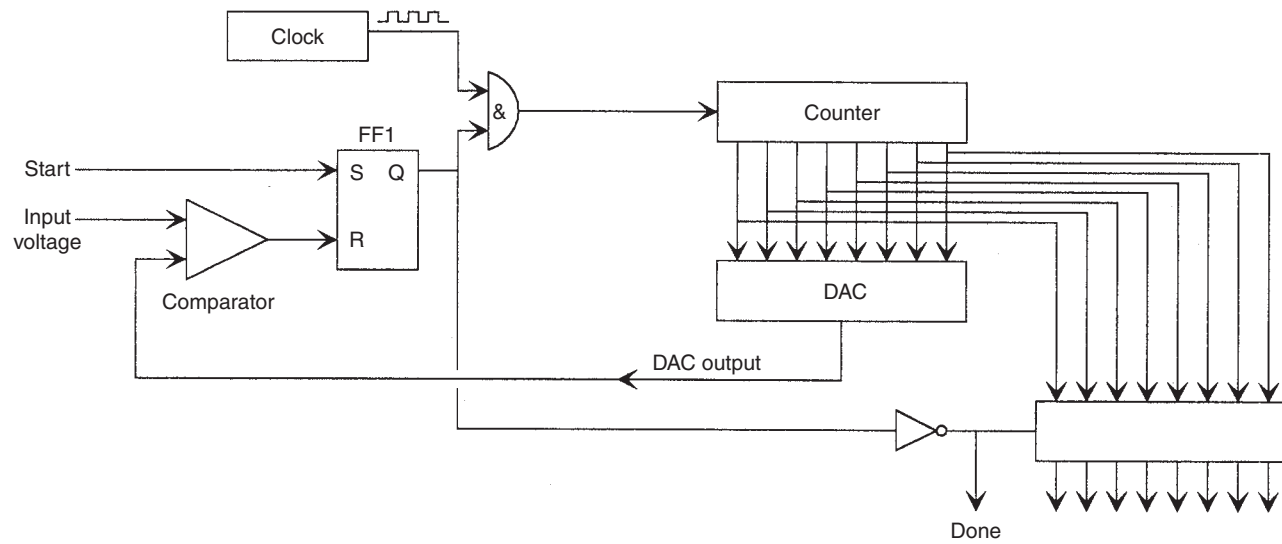 Clock
&
Counter
FF1
Start
S Q
Input
voltage
R
Comparator
DAC
DAC output
Done